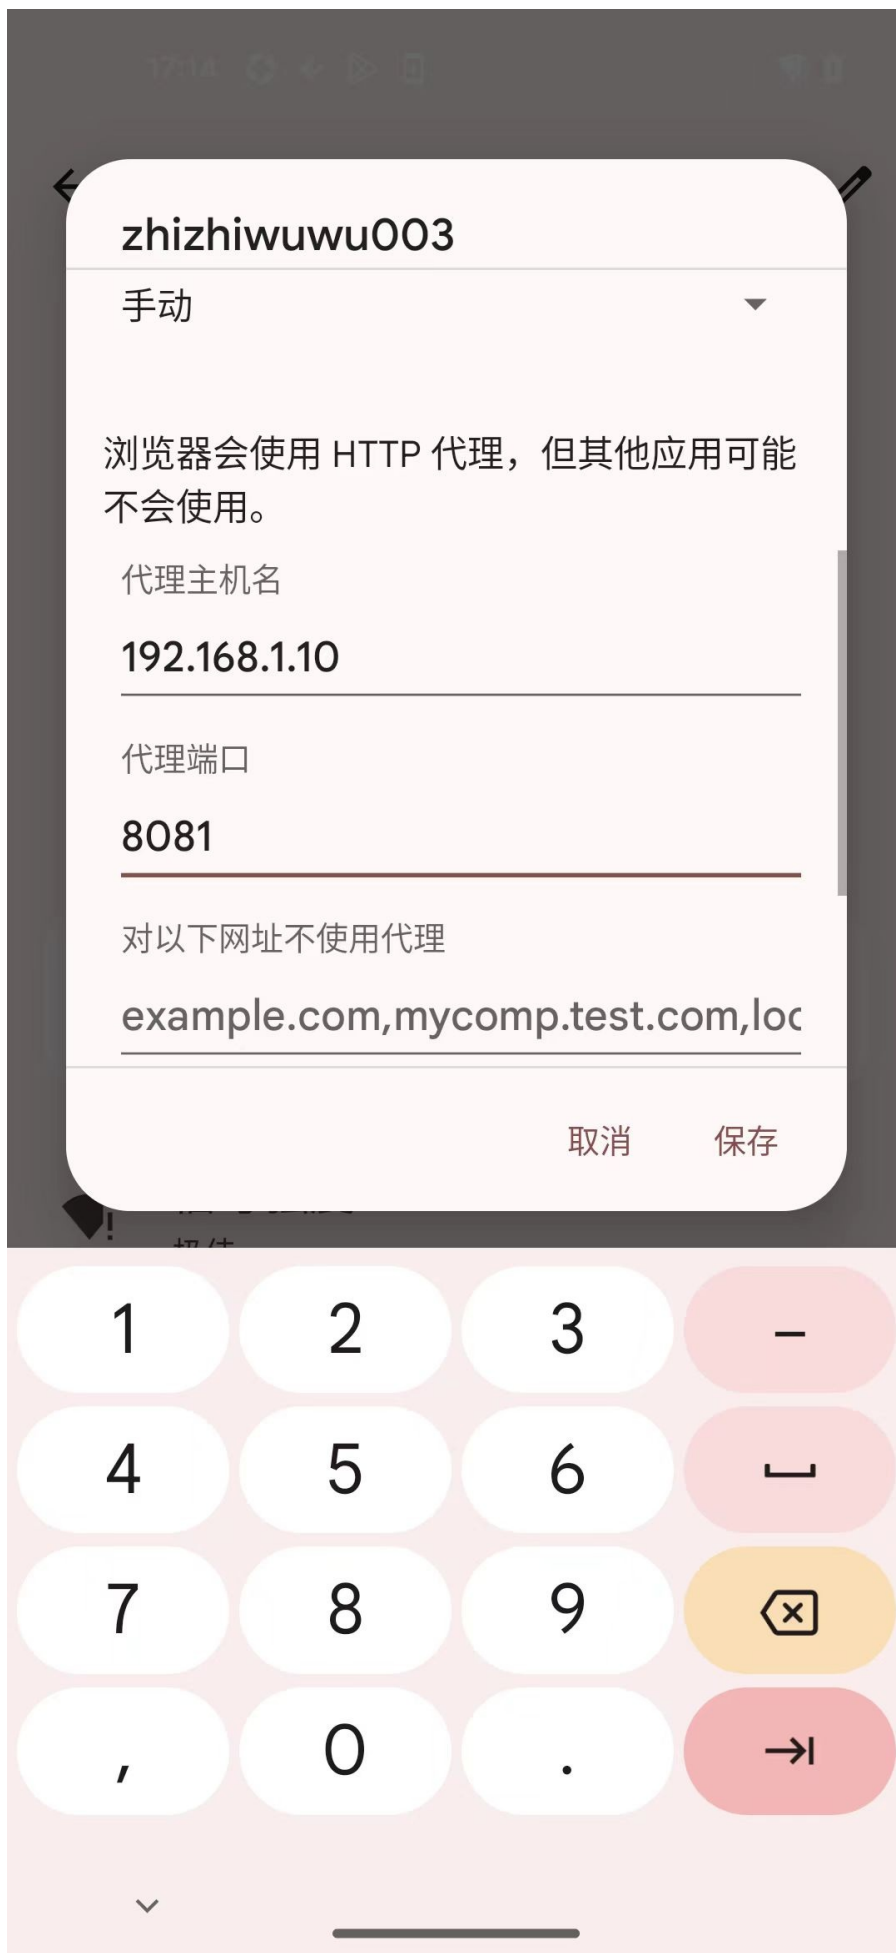 17:14
zhizhiwuwu003
手动
浏览器会使用 HTTP 代理，但其他应用可能
不会使用。
代理主机名
192.168.1.10
代理端口
8081
对以下网址不使用代理
example.com,mycomp.test.com,loc
取消
保存
1
2
3
–
4
5
6
7
8
9
,
0
.